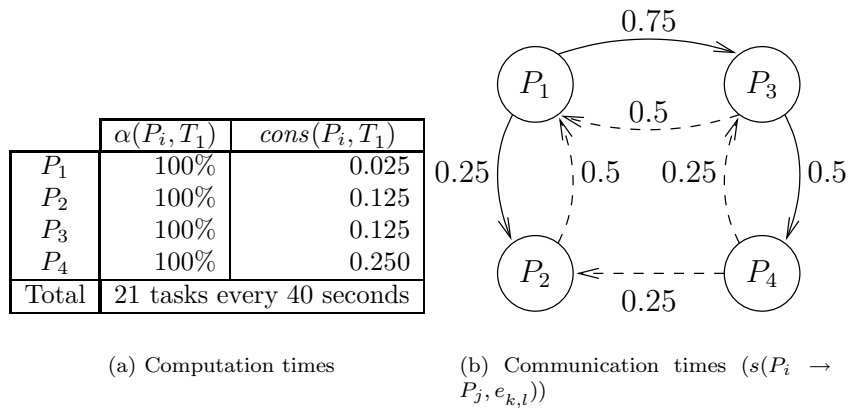 α(P_1, T_1) cons(P_i, T_1)
P_1 100% 0.025
P_2 100% 0.125
P_3 100% 0.125
P_4 100% 0.250
Total 21 tasks every 40 seconds
(a) Computation times
0.75
P_1 P_3
0.5
0.25 0.5 0.25 0.5
P_2 P_4
0.25
(b) Communication times (s(P_i →
P_j, e_{k,l}))